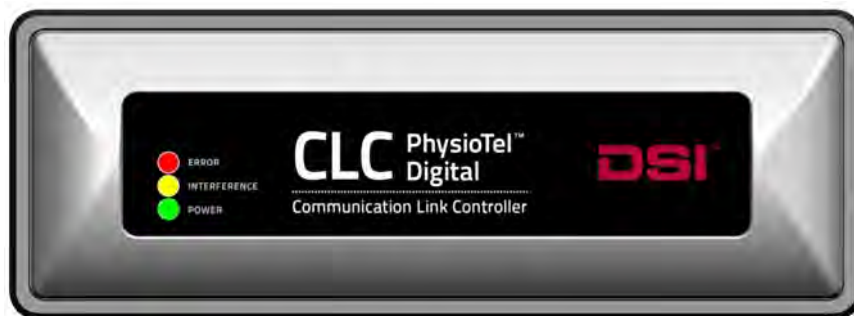 ERROR
INTERFERENCE
POWER
CLC PhysioTel™
Digital
Communication Link Controller
DSI